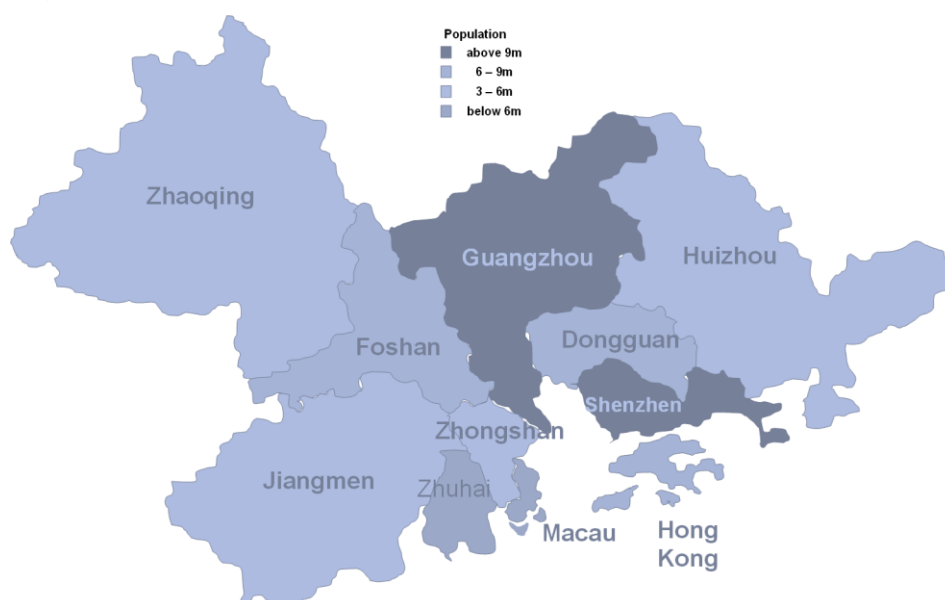 Population
above 9m
6 – 9m
3 – 6m
below 6m
Zhaoqing
Guangzhou
Huizhou
Foshan
Dongguan
Shenzhen
Zhongshan
Jiangmen
Zhuhai
Macau
Hong
Kong